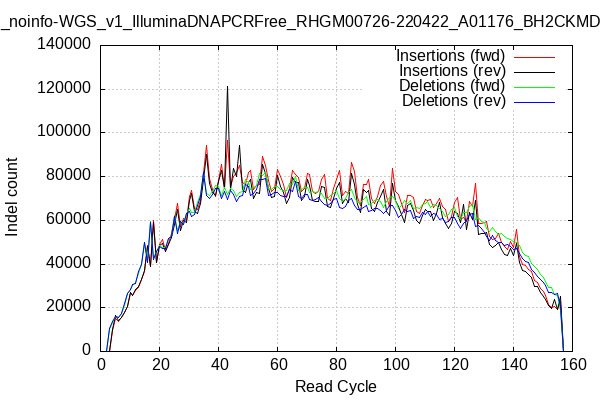 _noinfo-WGS_v1_IlluminaDNAPCRFree_RHGM00726-220422_A01176_BH2CKMD
Insertions (fwd)
Insertions (rev)
Deletions (fwd)
Deletions (rev)
Indel count
140000
120000
100000
80000
60000
40000
20000
0
0 20 40 60 80 100 120 140 160
Read Cycle